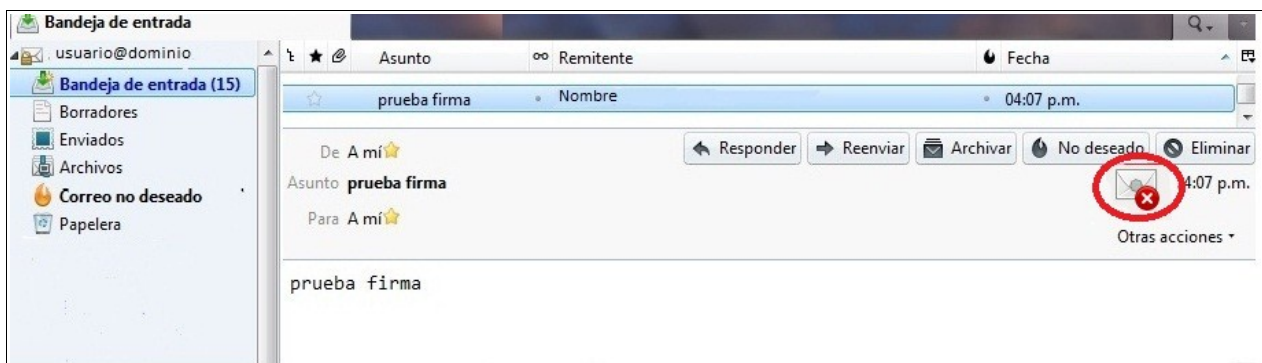 Bandeja de entrada
usuario@dominio
Bandeja de entrada (15)
Borradores
Enviados
Archivos
Correo no deseado
Papelera
Asunto Remitente Fecha
prueba firma Nombre 04:07 p.m.
De A mí Responder Reenviar Archivar No deseado Eliminar
Asunto prueba firma 4:07 p.m.
Para A mí
Otras acciones
prueba firma